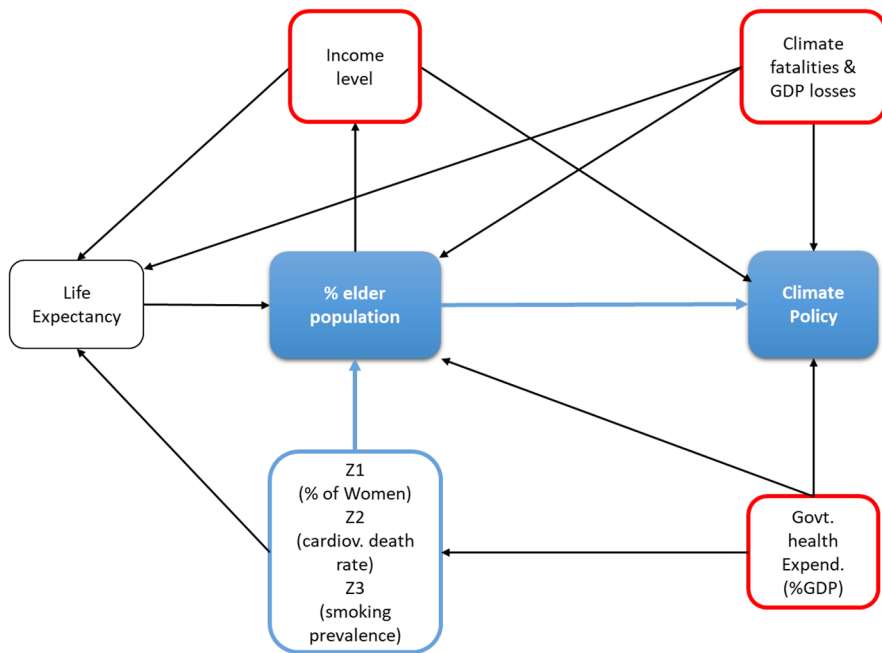 Income
level
Climate
fatalities &
GDP losses
Life
Expectancy
% elder
population
Climate
Policy
Z1
(% of Women)
Z2
(cardiov. death
rate)
Z3
(smoking
prevalence)
Govt.
health
Expend.
(%GDP)